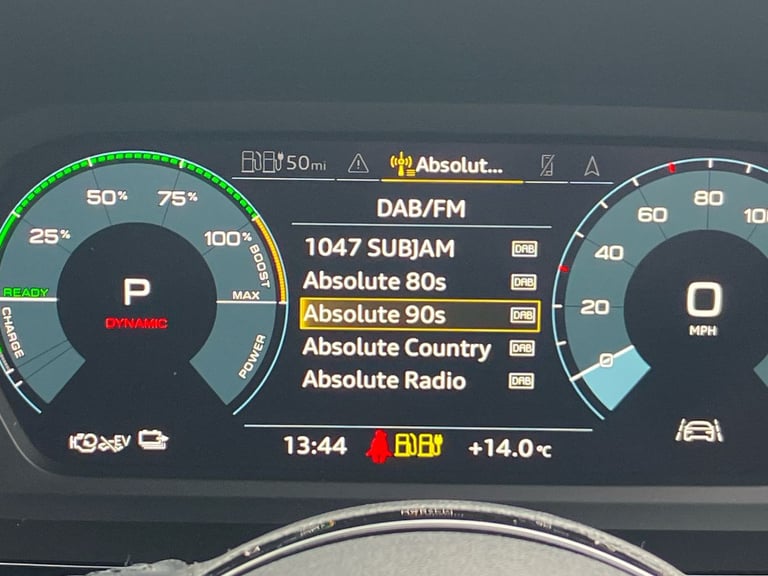 50mi Absolut...
DAB/FM
1047 SUBJAM DAB
Absolute 80s DAB
Absolute 90s DAB
Absolute Country DAB
Absolute Radio DAB
13:44 +14.0°C
25% 50% 75% 100%
BOOST
MAX
READY
CHARGE
POWER
P
DYNAMIC
EV
0 20 40 60 80 100
0
MPH